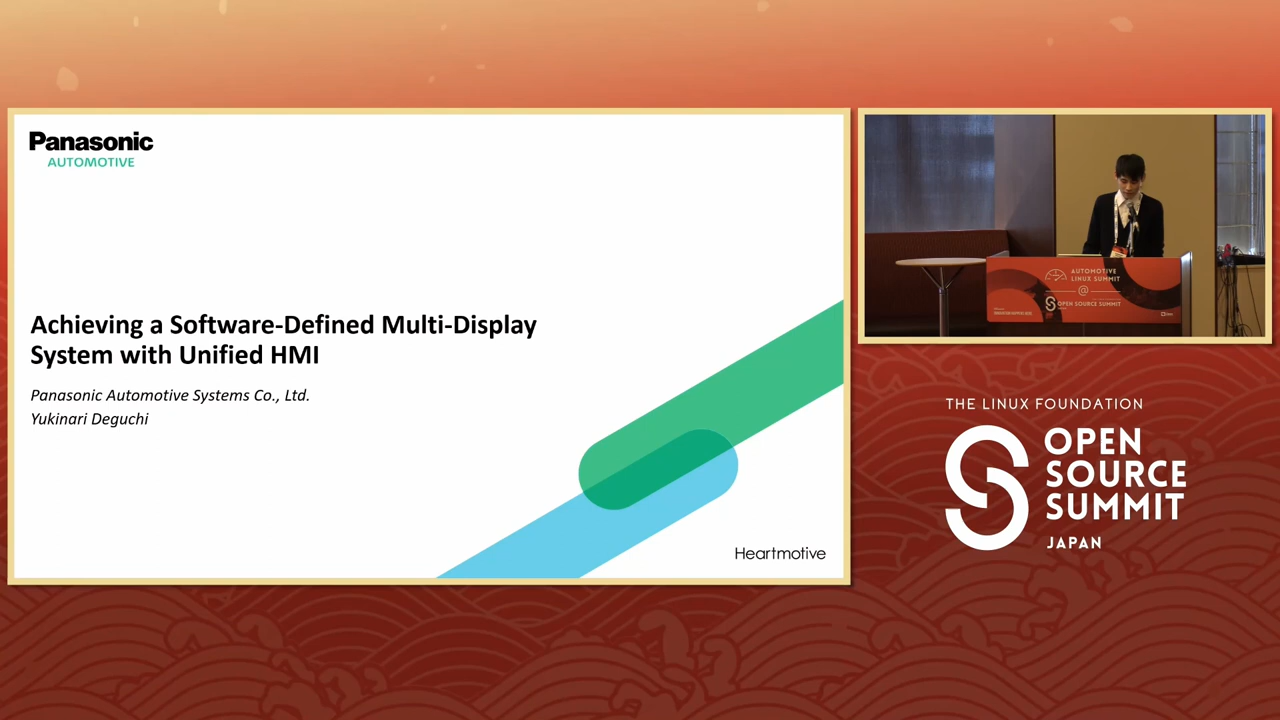 Panasonic
AUTOMOTIVE
Achieving a Software-Defined Multi-Display
System with Unified HMI
Panasonic Automotive Systems Co., Ltd.
Yukinari Deguchi
Heartmotive
AUTOMOTIVE
LINUX SUMMIT
@
OPEN SOURCE SUMMIT
THE LINUX FOUNDATION
OPEN
SOURCE
SUMMIT
JAPAN